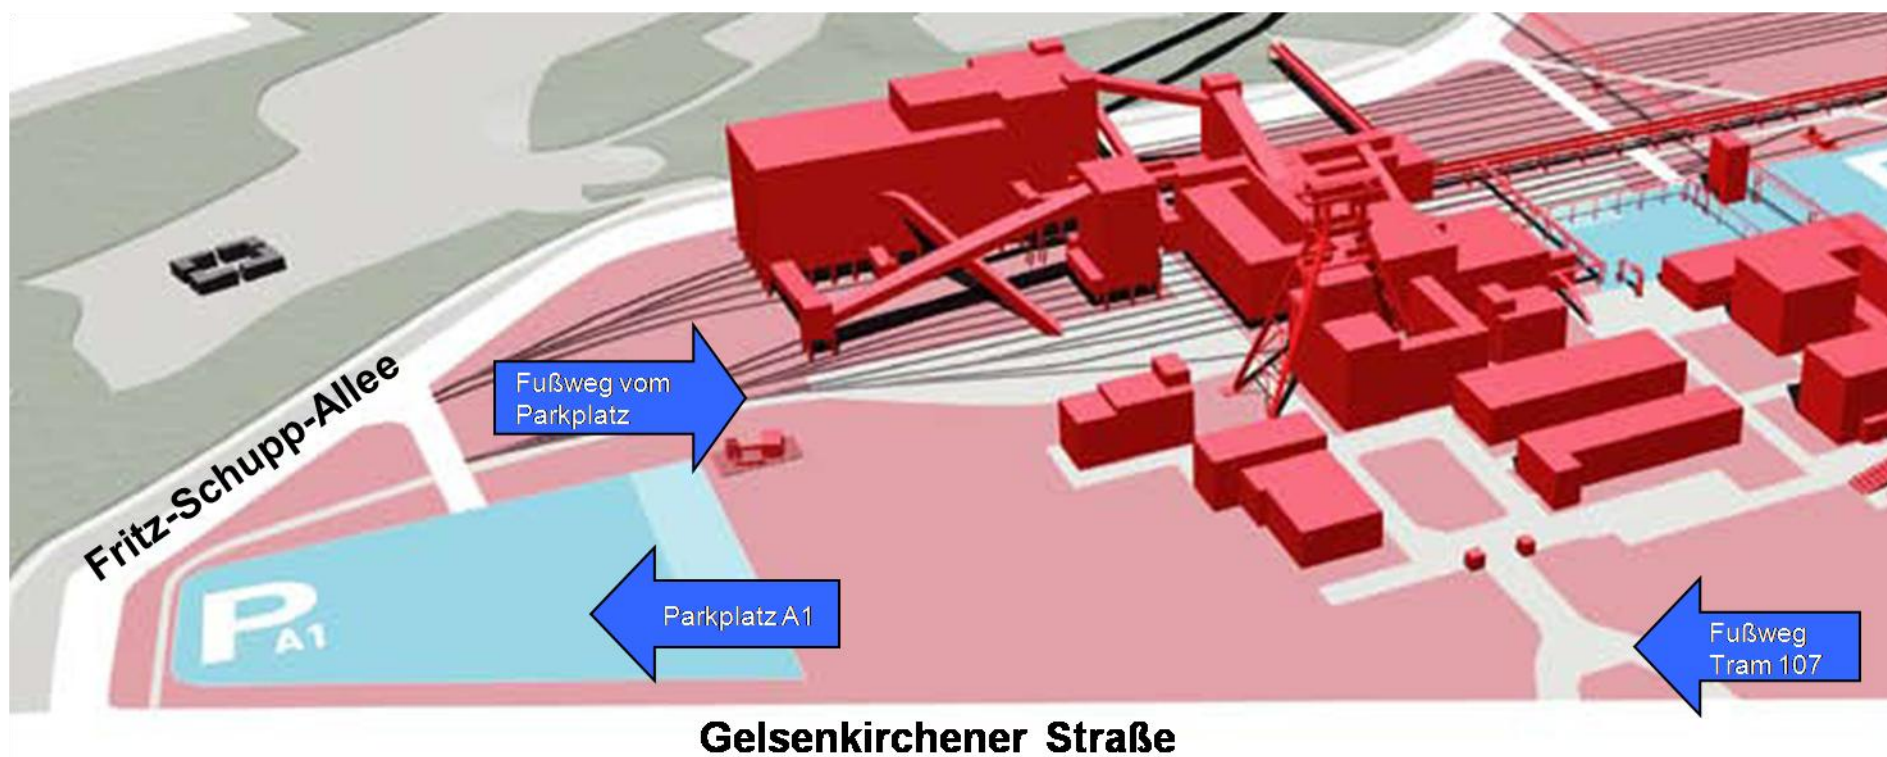 Fußweg vom
Parkplatz
Fritz-Schupp-Allee
P
A1
Parkplatz A1
Fußweg
Tram 107
Gelsenkirchener Straße